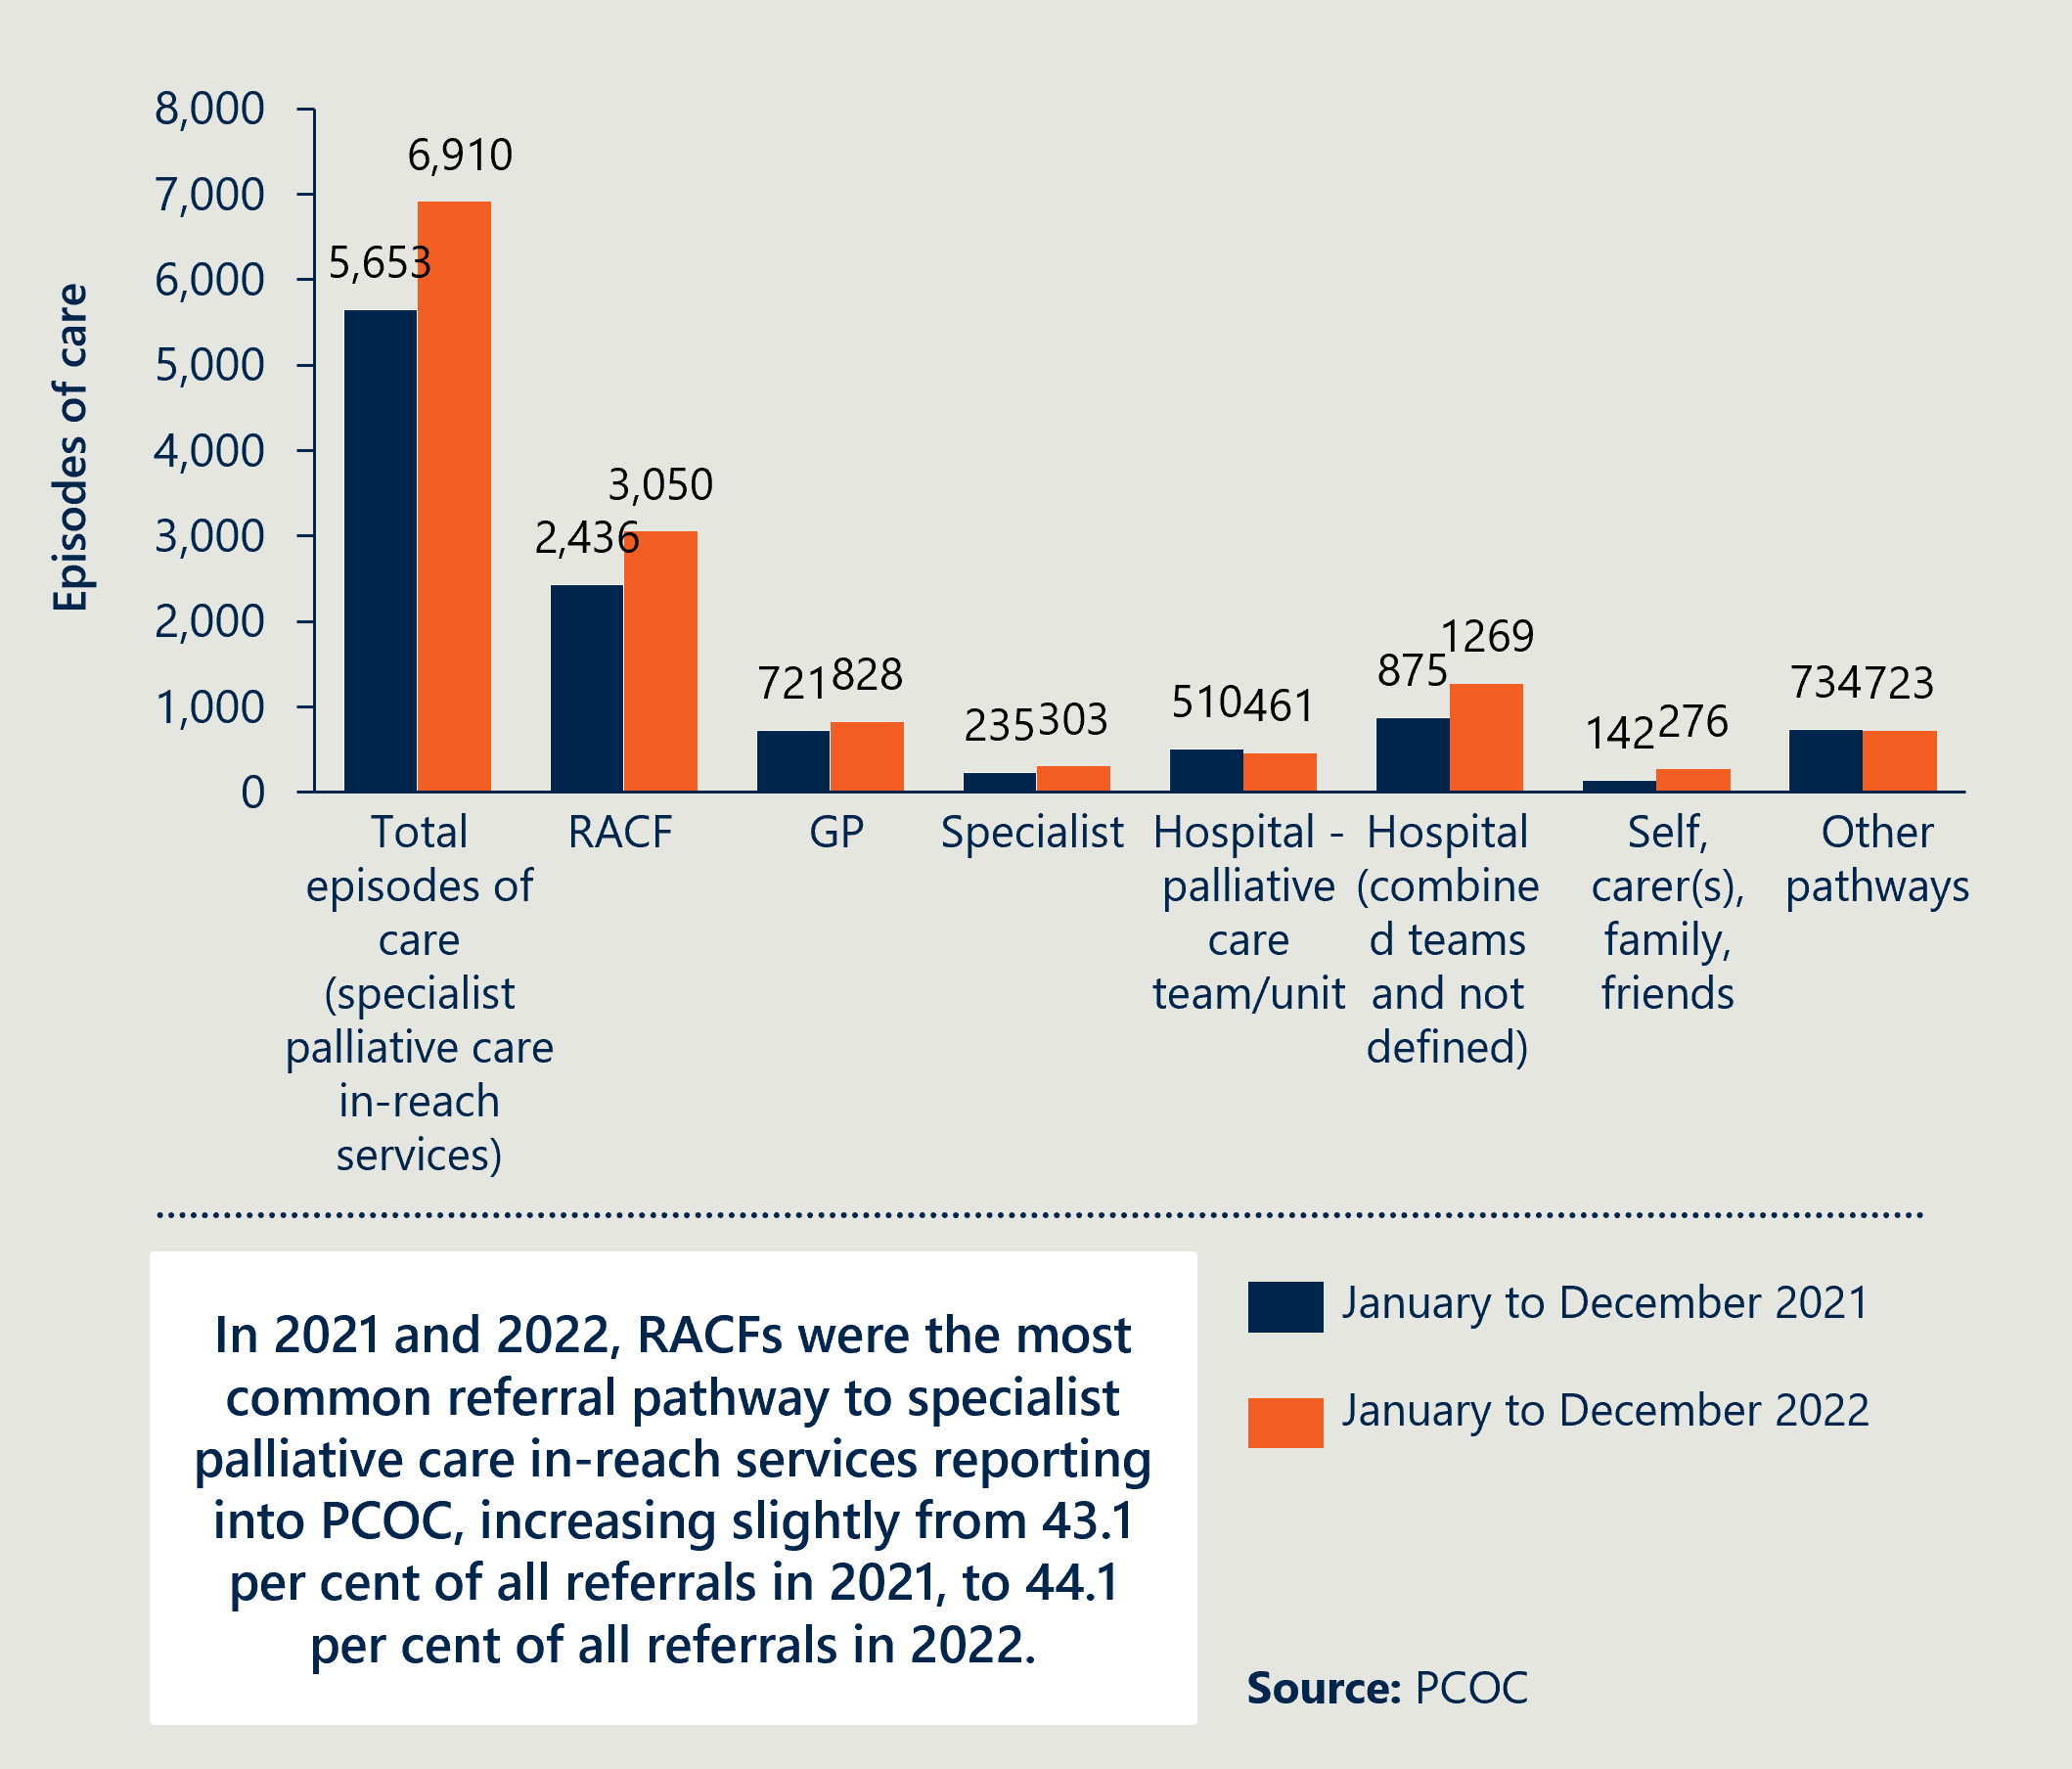 8,000
7,000
6,000
5,000
4,000
3,000
2,000
1,000
0
Episodes of care
5,653
6,910
2,436
3,050
721
828
235
303
510
461
875
1269
142
276
734
723
Total
episodes of
care
(specialist
palliative care
in-reach
services)
RACF
GP
Specialist
Hospital -
palliative
care
team/unit
Hospital
(combine
d teams
and not
defined)
Self,
carer(s),
family,
friends
Other
pathways
In 2021 and 2022, RACFs were the most
common referral pathway to specialist
palliative care in-reach services reporting
into PCOC, increasing slightly from 43.1
per cent of all referrals in 2021, to 44.1
per cent of all referrals in 2022.
January to December 2021
January to December 2022
Source: PCOC